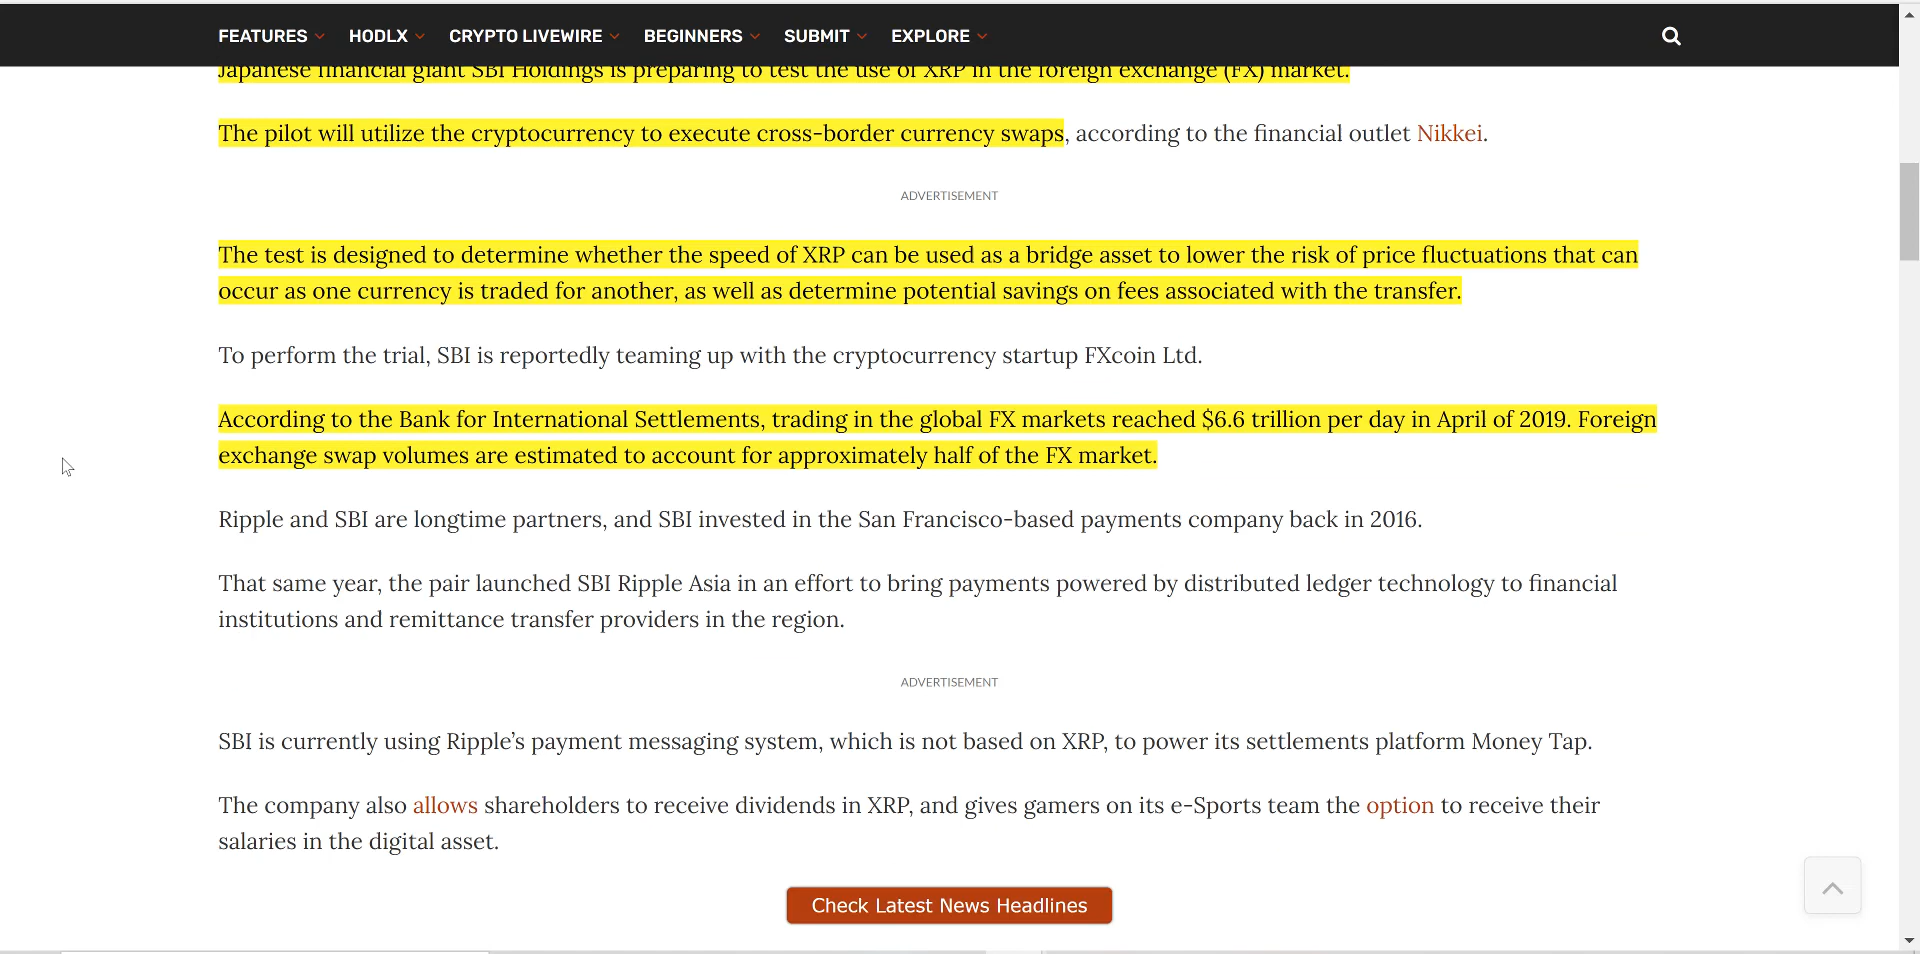 FEATURES HODLX CRYPTO LIVEWIRE BEGINNERS SUBMIT EXPLORE
Japanese financial giant SBI Holdings is preparing to test the use of XRP in the foreign exchange (FX) market.
The pilot will utilize the cryptocurrency to execute cross-border currency swaps, according to the financial outlet Nikkei.
ADVERTISEMENT
The test is designed to determine whether the speed of XRP can be used as a bridge asset to lower the risk of price fluctuations that can
occur as one currency is traded for another, as well as determine potential savings on fees associated with the transfer.
To perform the trial, SBI is reportedly teaming up with the cryptocurrency startup FXcoin Ltd.
According to the Bank for International Settlements, trading in the global FX markets reached $6.6 trillion per day in April of 2019. Foreign
exchange swap volumes are estimated to account for approximately half of the FX market.
Ripple and SBI are longtime partners, and SBI invested in the San Francisco-based payments company back in 2016.
That same year, the pair launched SBI Ripple Asia in an effort to bring payments powered by distributed ledger technology to financial
institutions and remittance transfer providers in the region.
ADVERTISEMENT
SBI is currently using Ripple’s payment messaging system, which is not based on XRP, to power its settlements platform Money Tap.
The company also allows shareholders to receive dividends in XRP, and gives gamers on its e-Sports team the option to receive their
salaries in the digital asset.
Check Latest News Headlines